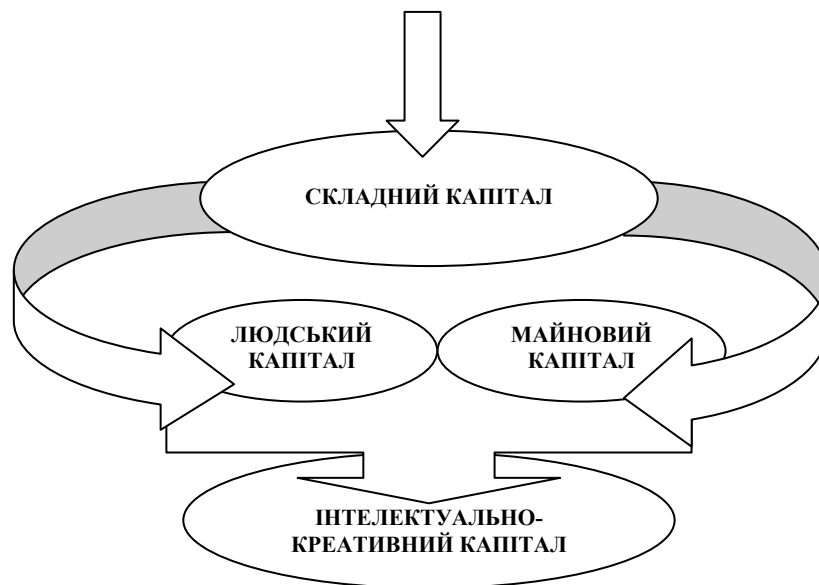 СКЛАДНИЙ КАПІТАЛ
ЛЮДСЬКИЙ
КАПІТАЛ
МАЙНОВИЙ
КАПІТАЛ
ІНТЕЛЕКТУАЛЬНО-
КРЕАТИВНИЙ КАПІТАЛ